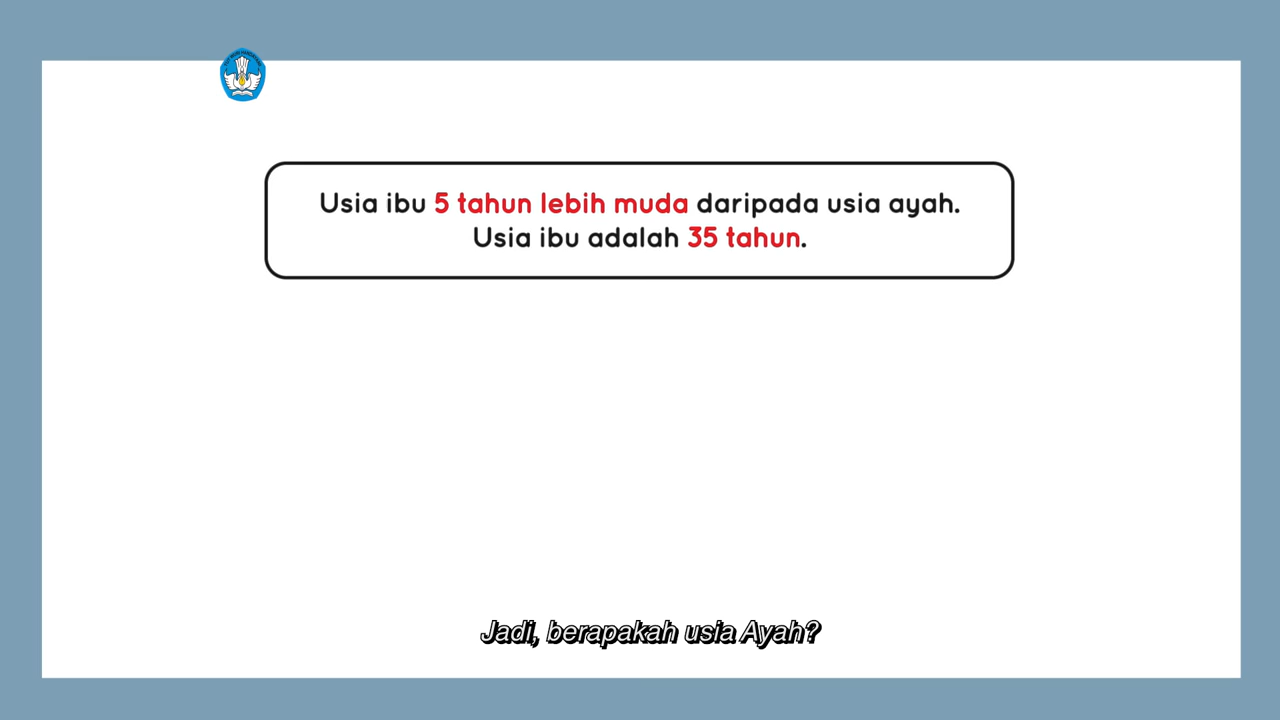 Usia ibu 5 tahun lebih muda daripada usia ayah.
Usia ibu adalah 35 tahun.
Jadi, berapakah usia Ayah?